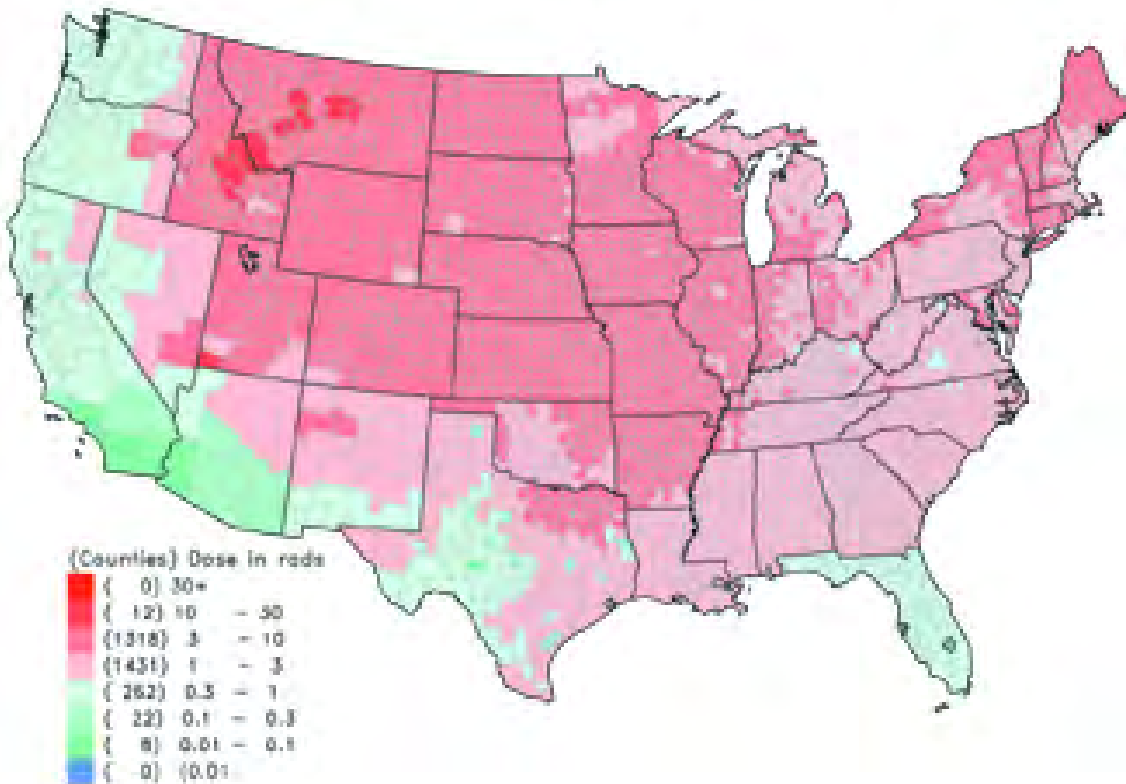 (Counties) Dose in rads
( 0) 30+
( 12) 10 - 30
(1318) 3 - 10
(1431) 1 - 3
( 262) 0.3 - 1
( 22) 0.1 - 0.3
( 8) 0.01 - 0.1
( 0) (0.01